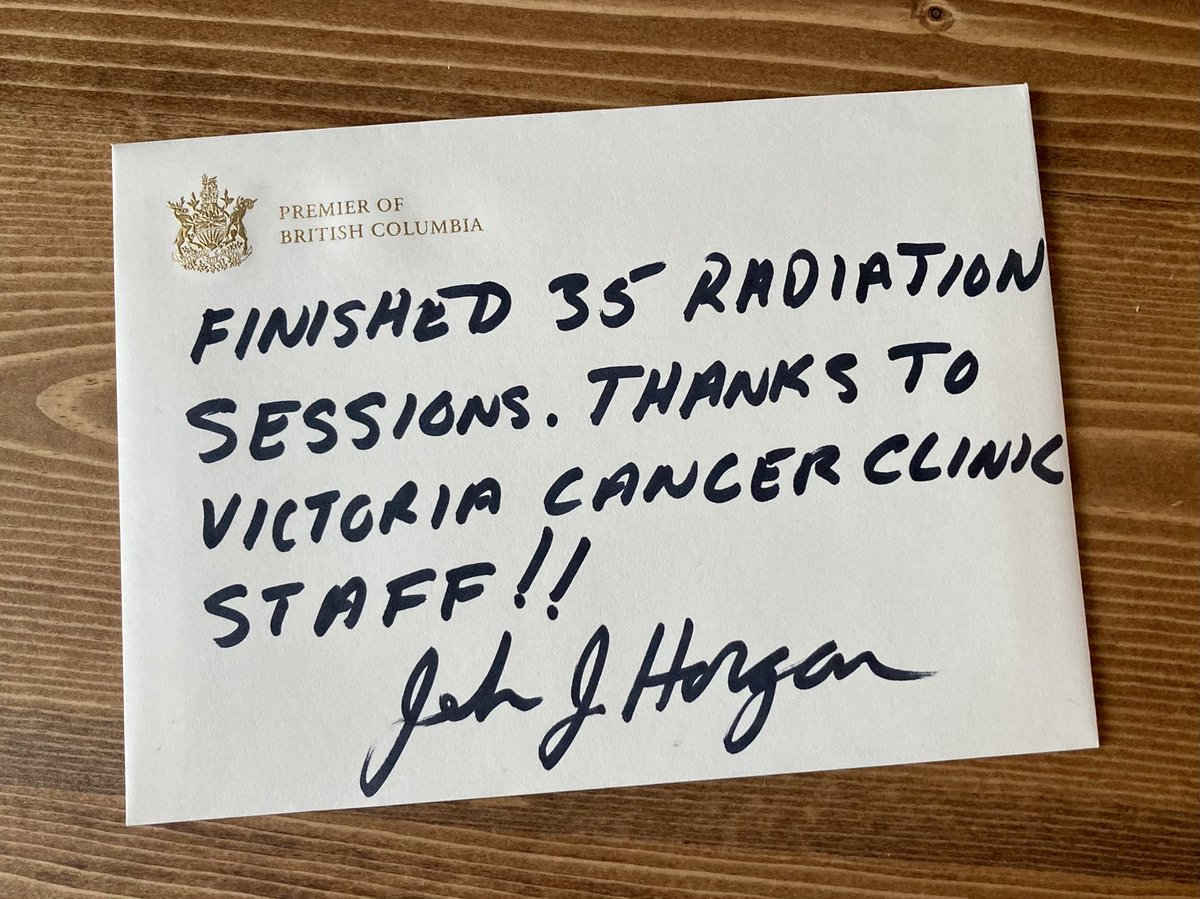 PREMIER OF
BRITISH COLUMBIA
FINISHED 35 RADIATION
SESSIONS. THANKS TO
VICTORIA CANCER CLINIC
STAFF!!
John J Horgan